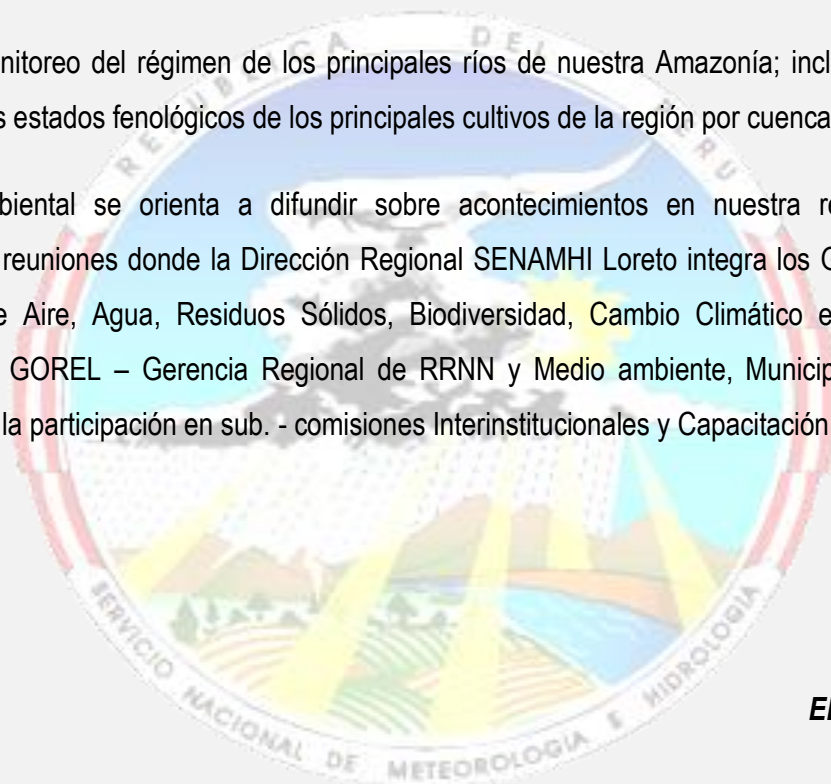 REPUBLICA DEL PERU
nitoreo del régimen de los principales ríos de nuestra Amazonía; incl
s estados fenológicos de los principales cultivos de la región por cuenca
biental se orienta a difundir sobre acontecimientos en nuestra re
reuniones donde la Dirección Regional SENAMHI Loreto integra los
e Aire, Agua, Residuos Sólidos, Biodiversidad, Cambio Climático e
GOREL – Gerencia Regional de RRNN y Medio ambiente, Municip
la participación en sub. - comisiones Interinstitucionales y Capacitación
SERVICIO NACIONAL DE METEOROLOGIA E HIDROLOGIA